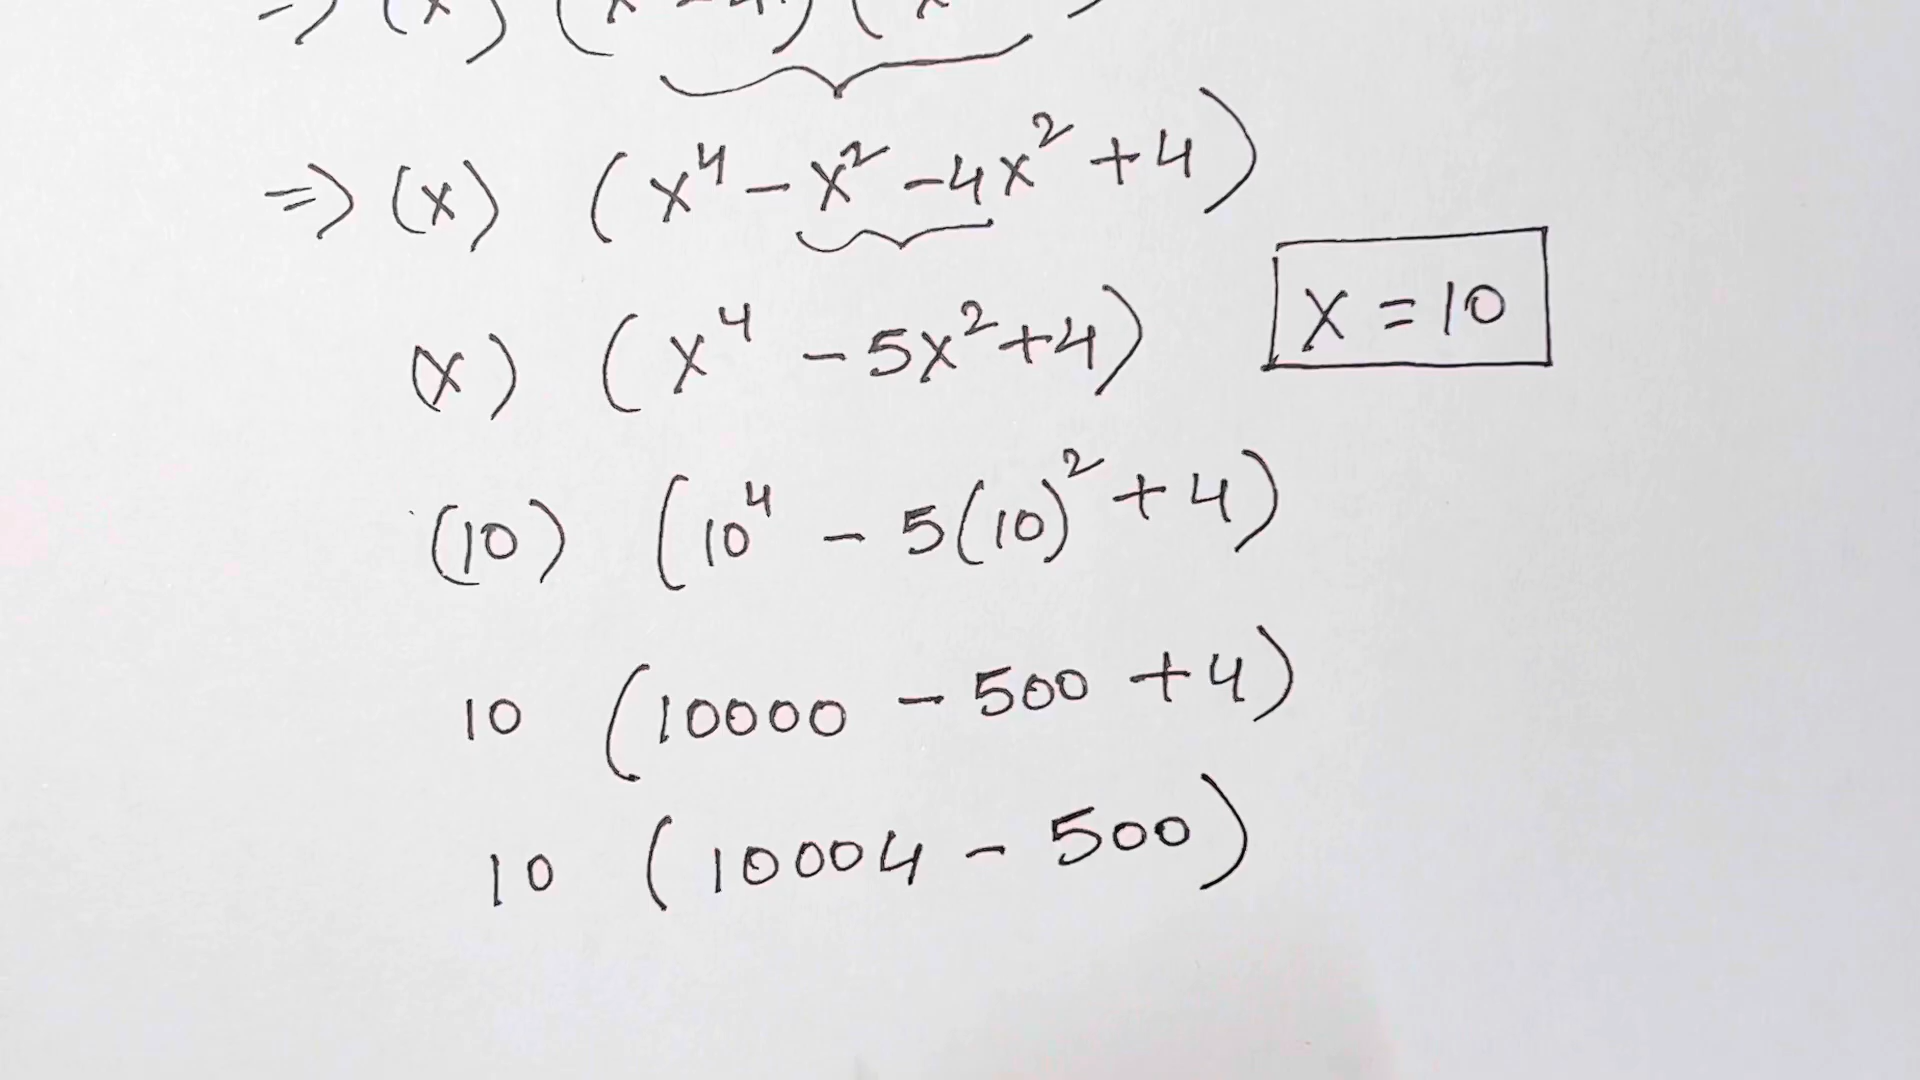 => (x) (x⁴ - x² - 4x² + 4)
(x) (x⁴ - 5x² + 4)
x = 10
(10) (10⁴ - 5(10)² + 4)
10 (10000 - 500 + 4)
10 (10004 - 500)